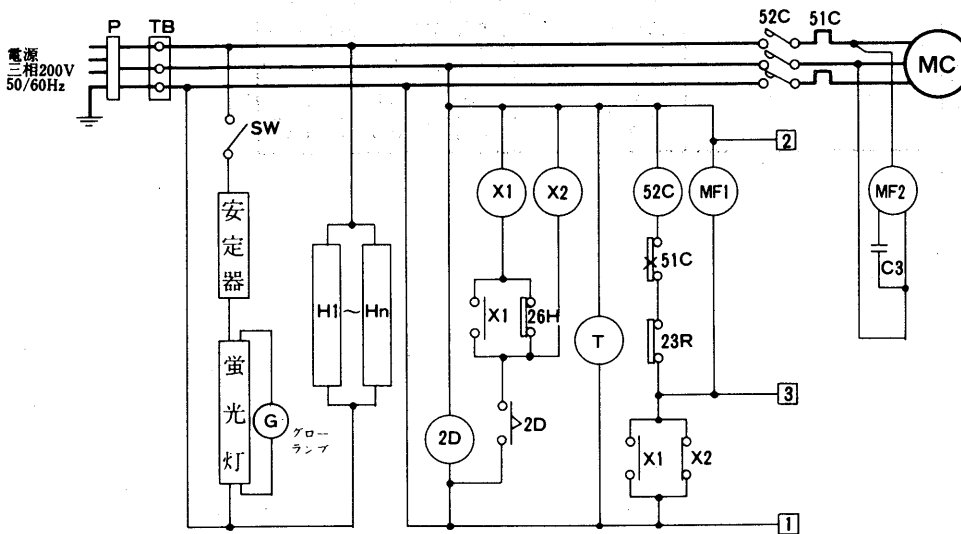 P
TB
電源
三相200V
50/60Hz
SW
安定器
蛍光灯
G
グロー
ランプ
H1～Hn
2D
2D
X1
X2
X1
26H
T
52C
MF1
51C
23R
X1
X2
1
2
3
52C
51C
MC
MF2
C3